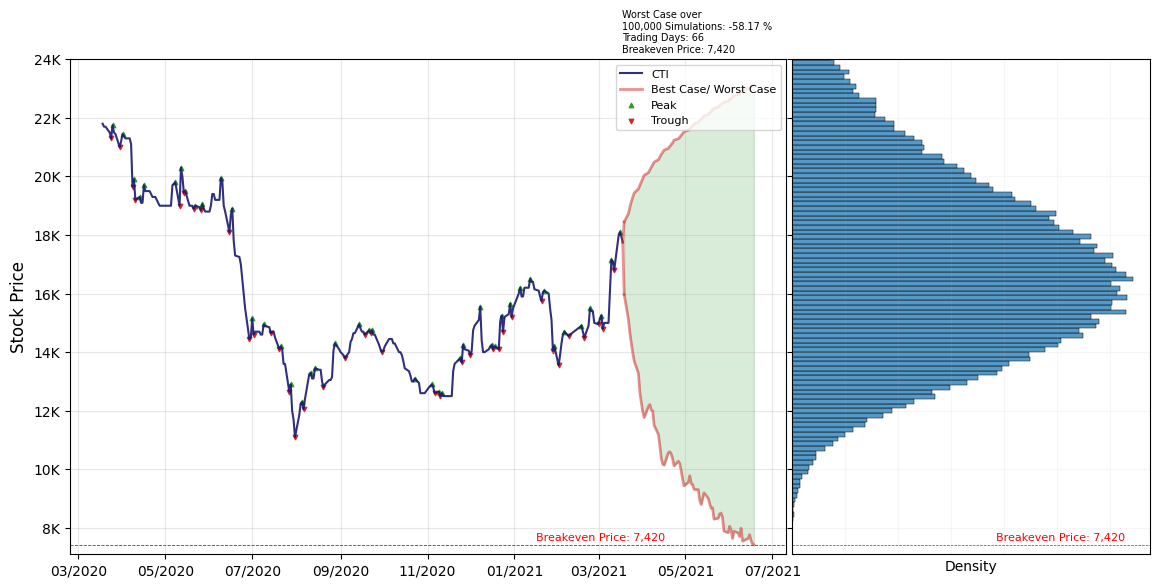 Worst Case over
100,000 Simulations: -58.17 %
Trading Days: 66
Breakeven Price: 7,420
CTI
Best Case/ Worst Case
Peak
Trough
24K
22K
20K
18K
16K
14K
12K
10K
8K
Stock Price
Breakeven Price: 7,420
Breakeven Price: 7,420
03/2020
05/2020
07/2020
09/2020
11/2020
01/2021
03/2021
05/2021
07/2021
Density